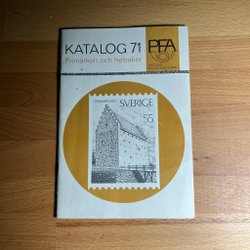 KATALOG 71
Frimärken och helsaker
PFA
SVERIGE
55